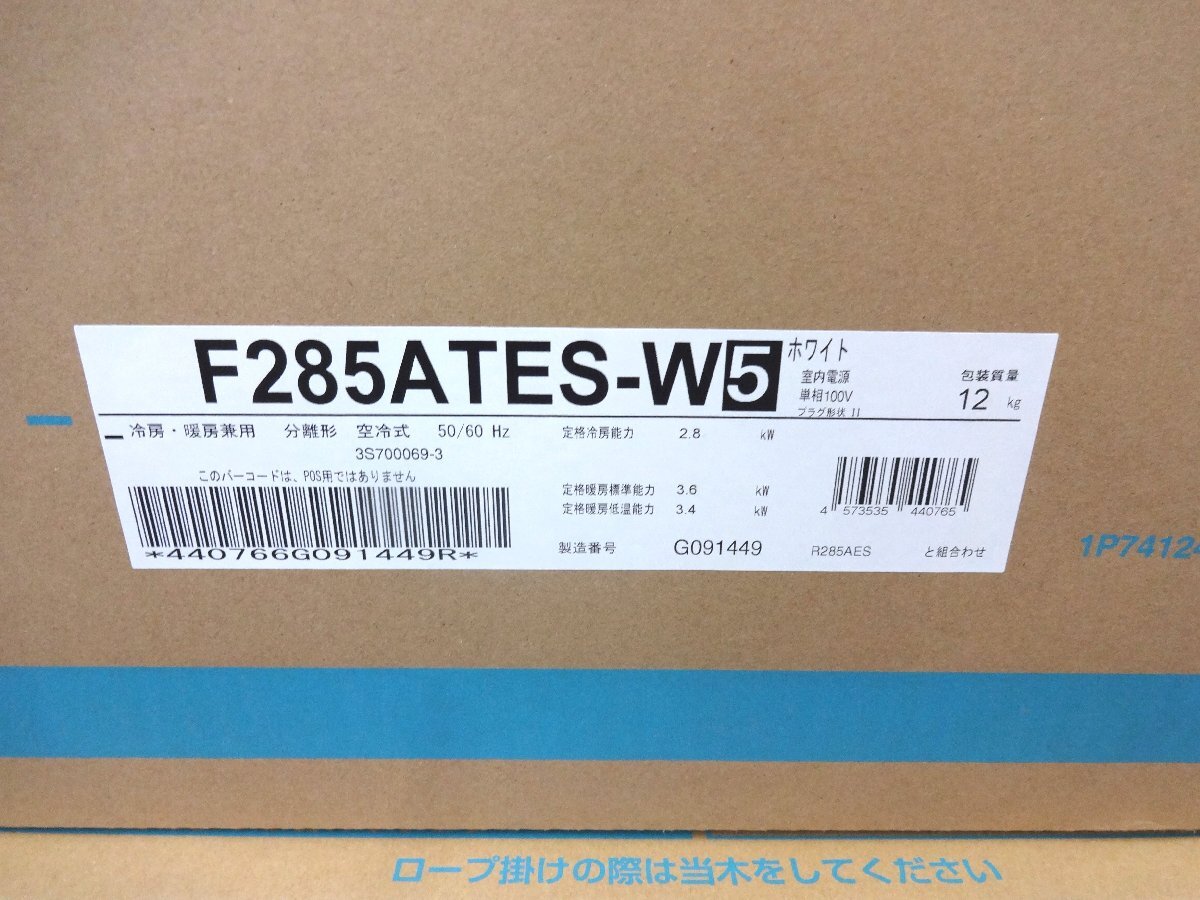 F285ATES-W5
ホワイト
室内電源
単相100V
プラグ形状 II
包装質量
12 kg
冷房・暖房兼用 分離形 空冷式 50/60 Hz
3S700069-3
このバーコードは、POS用ではありません
*440766G091449R*
定格冷房能力 2.8 kW
定格暖房標準能力 3.6 kW
定格暖房低温能力 3.4 kW
製造番号 G091449
4 573535 440765
R285AES と組合わせ
1P7412
ロープ掛けの際は当木をしてください